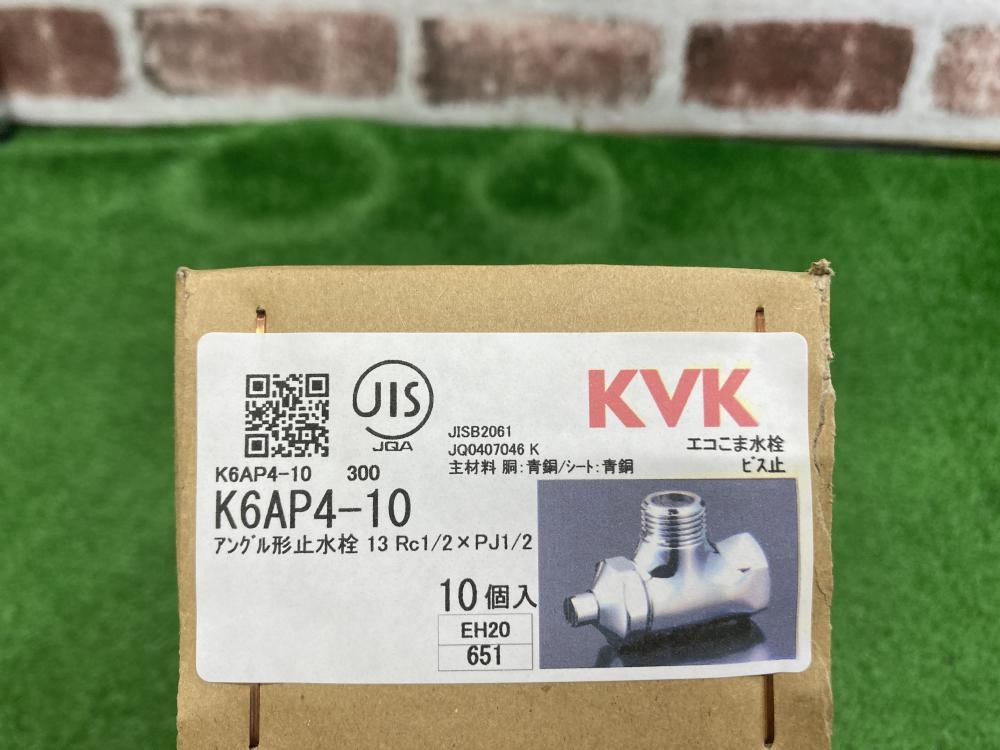 JIS
JQA
JISB2061
JQ0407046 K
主材料 胴:青銅/シート:青銅
KVK
エコこま水栓
ビス止
K6AP4-10 300
K6AP4-10
アングル形止水栓 13 Rc1/2×PJ1/2
10個入
EH20
651